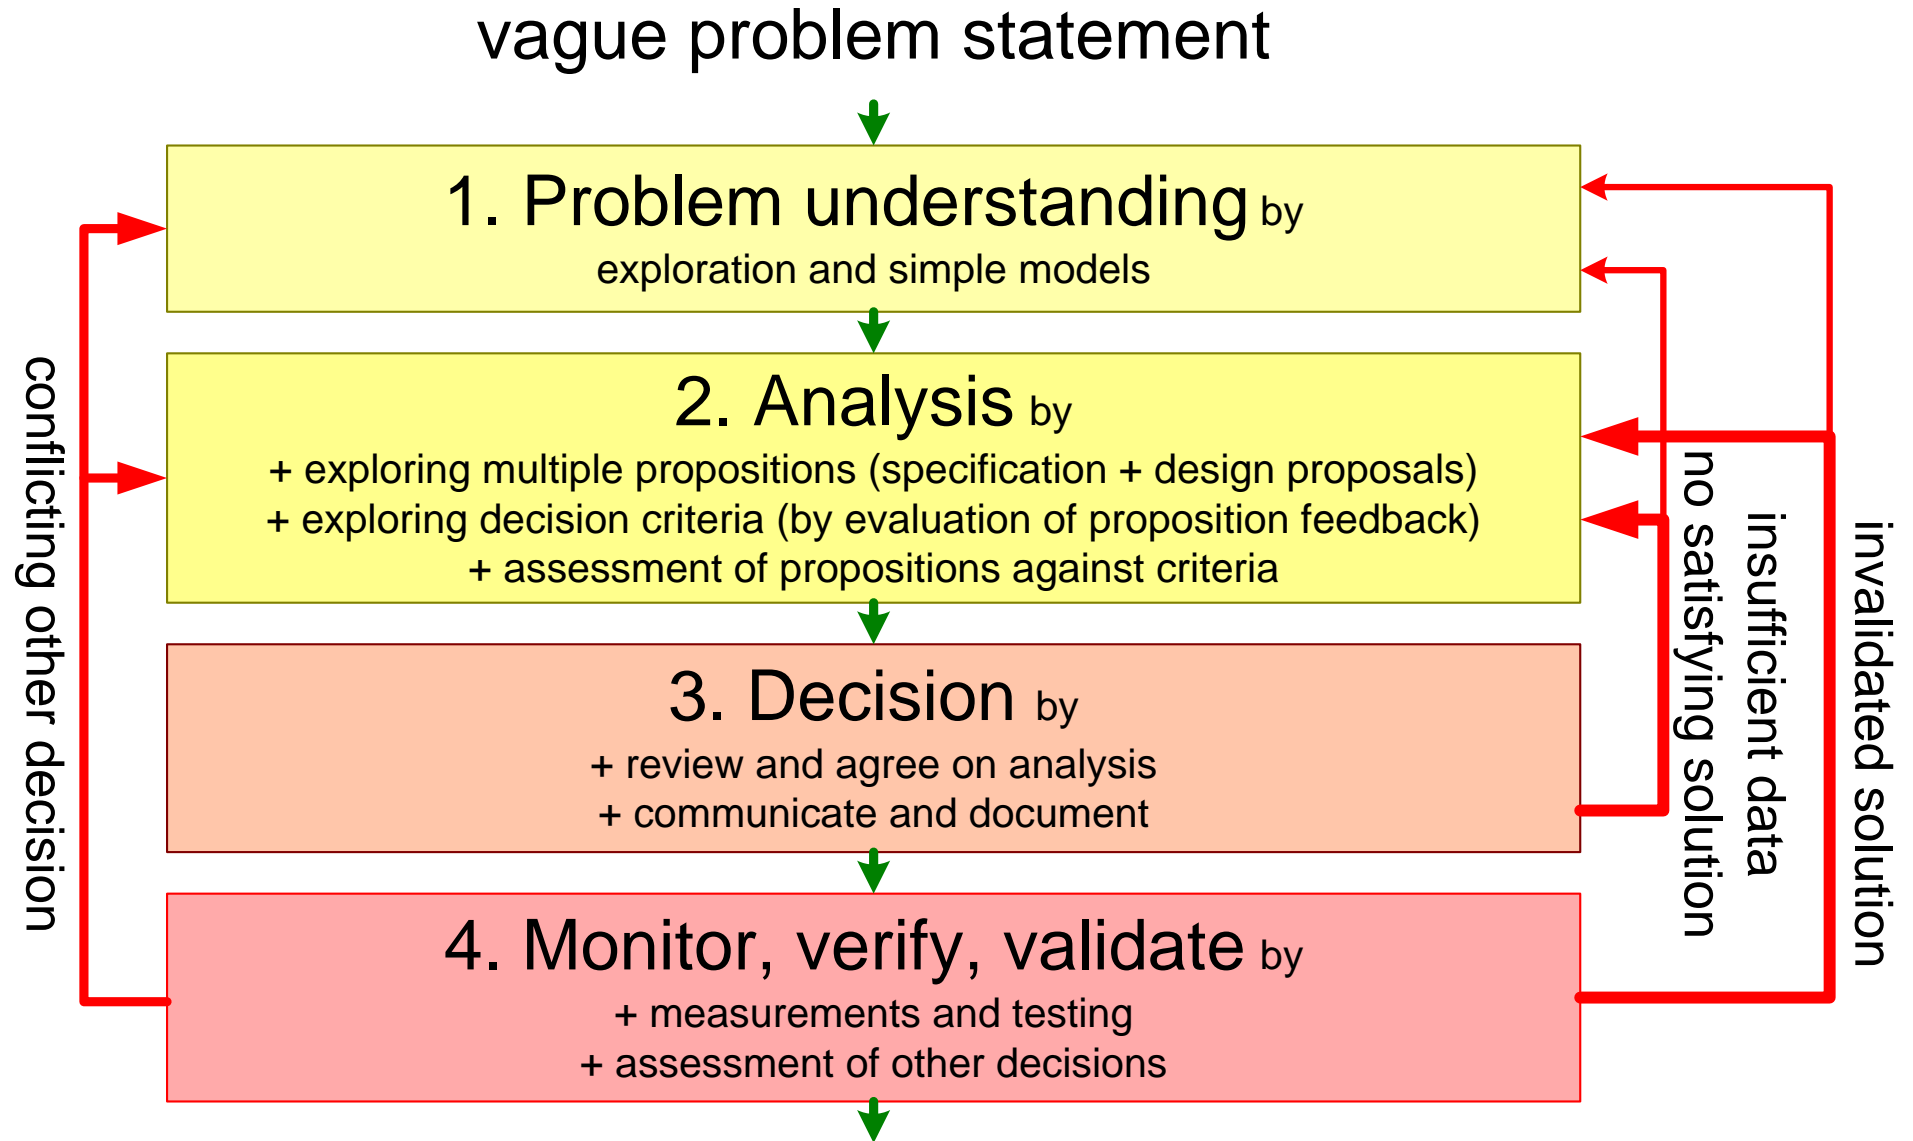 vague problem statement
1. Problem understanding by
exploration and simple models
2. Analysis by
+ exploring multiple propositions (specification + design proposals)
+ exploring decision criteria (by evaluation of proposition feedback)
+ assessment of propositions against criteria
3. Decision by
+ review and agree on analysis
+ communicate and document
4. Monitor, verify, validate by
+ measurements and testing
+ assessment of other decisions
conflicting other decision
insufficient data
no satisfying solution
invalidated solution